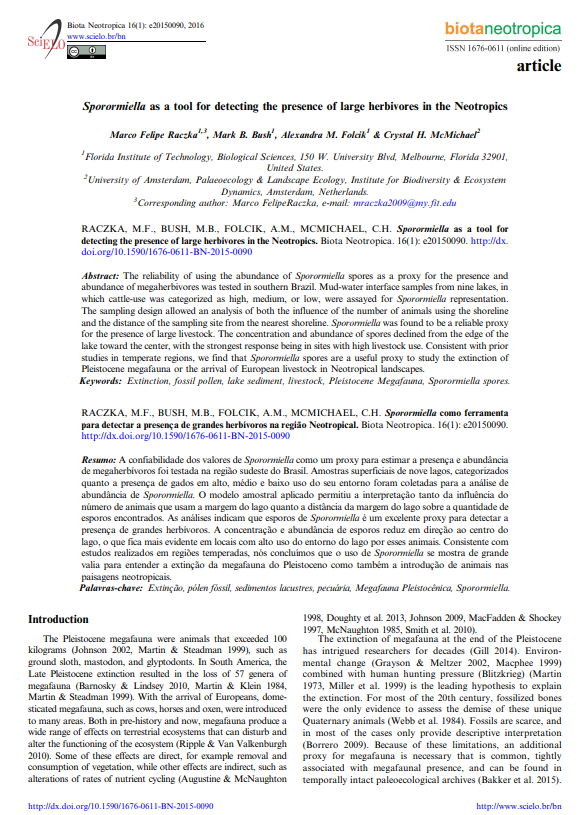 SciELO
Biota Neotropica 16(1): e20150090, 2016
www.scielo.br/bn
cc
BY
biotaneotropica
ISSN 1676-0611 (online edition)
article
Sporormiella as a tool for detecting the presence of large herbivores in the Neotropics
Marco Felipe Raczka1,3, Mark B. Bush1, Alexandra M. Folcik1 & Crystal H. McMichael2
1Florida Institute of Technology, Biological Sciences, 150 W. University Blvd, Melbourne, Florida 32901,
United States.
2University of Amsterdam, Palaeoecology & Landscape Ecology, Institute for Biodiversity & Ecosystem
Dynamics, Amsterdam, Netherlands.
3Corresponding author: Marco FelipeRaczka, e-mail: mraczka2009@my.fit.edu
RACZKA, M.F., BUSH, M.B., FOLCIK, A.M., MCMICHAEL, C.H. Sporormiella as a tool for
detecting the presence of large herbivores in the Neotropics. Biota Neotropica. 16(1): e20150090. http://dx.
doi.org/10.1590/1676-0611-BN-2015-0090
Abstract: The reliability of using the abundance of Sporormiella spores as a proxy for the presence and
abundance of megaherbivores was tested in southern Brazil. Mud-water interface samples from nine lakes, in
which cattle-use was categorized as high, medium, or low, were assayed for Sporormiella representation.
The sampling design allowed an analysis of both the influence of the number of animals using the shoreline
and the distance of the sampling site from the nearest shoreline. Sporormiella was found to be a reliable proxy
for the presence of large livestock. The concentration and abundance of spores declined from the edge of the
lake toward the center, with the strongest response being in sites with high livestock use. Consistent with prior
studies in temperate regions, we find that Sporormiella spores are a useful proxy to study the extinction of
Pleistocene megafauna or the arrival of European livestock in Neotropical landscapes.
Keywords: Extinction, fossil pollen, lake sediment, livestock, Pleistocene Megafauna, Sporormiella spores.
RACZKA, M.F., BUSH, M.B., FOLCIK, A.M., MCMICHAEL, C.H. Sporormiella como ferramenta
para detectar a presença de grandes herbívoros na região Neotropical. Biota Neotropica. 16(1): e20150090.
http://dx.doi.org/10.1590/1676-0611-BN-2015-0090
Resumo: A confiabilidade dos valores de Sporormiella como um proxy para estimar a presença e abundância
de megaherbívoros foi testada na região sudeste do Brasil. Amostras superficiais de nove lagos, categorizados
quanto a presença de gados em alto, médio e baixo uso do seu entorno foram coletadas para a análise de
abundância de Sporormiella. O modelo amostral aplicado permitiu a interpretação tanto da influência do
número de animais que usam a margem do lago quanto a distância da margem do lago sobre a quantidade de
esporos encontrados. As análises indicam que esporos de Sporormiella é um excelente proxy para detectar a
presença de grandes herbívoros. A concentração e abundância de esporos reduz em direção ao centro do
lago, o que fica mais evidente em locais com alto uso do entorno do lago por esses animais. Consistente com
estudos realizados em regiões temperadas, nós concluímos que o uso de Sporormiella se mostra de grande
valia para entender a extinção da megafauna do Pleistoceno como também a introdução de animais nas
paisagens neotropicais.
Palavras-chave: Extinção, pólen fóssil, sedimentos lacustres, pecuária, Megafauna Pleistocênica, Sporormiella.
Introduction
The Pleistocene megafauna were animals that exceeded 100
kilograms (Johnson 2002, Martin & Steadman 1999), such as
ground sloth, mastodon, and glyptodonts. In South America, the
Late Pleistocene extinction resulted in the loss of 57 genera of
megafauna (Barnosky & Lindsey 2010, Martin & Klein 1984,
Martin & Steadman 1999). With the arrival of Europeans, dome-
sticated megafauna, such as cows, horses and oxen, were introduced
to many areas. Both in pre-history and now, megafauna produce a
wide range of effects on terrestrial ecosystems that can disturb and
alter the functioning of the ecosystem (Ripple & Van Valkenburgh
2010). Some of these effects are direct, for example removal and
consumption of vegetation, while other effects are indirect, such as
alterations of rates of nutrient cycling (Augustine & McNaughton
1998, Doughty et al. 2013, Johnson 2009, MacFadden & Shockey
1997, McNaughton 1985, Smith et al. 2010).
The extinction of megafauna at the end of the Pleistocene
has intrigued researchers for decades (Gill 2014). Environ-
mental change (Grayson & Meltzer 2002, Macphee 1999)
combined with human hunting pressure (Blitzkrieg) (Martin
1973, Miller et al. 1999) is the leading hypothesis to explain
the extinction. For most of the 20th century, fossilized bones
were the only evidence to assess the demise of these unique
Quaternary animals (Webb et al. 1984). Fossils are scarce, and
in most of the cases only provide descriptive interpretation
(Borrero 2009). Because of these limitations, an additional
proxy for megafauna is necessary that is common, tightly
associated with megafaunal presence, and can be found in
temporally intact paleoecological archives (Bakker et al. 2015).
http://dx.doi.org/10.1590/1676-0611-BN-2015-0090
http://www.scielo.br/bn